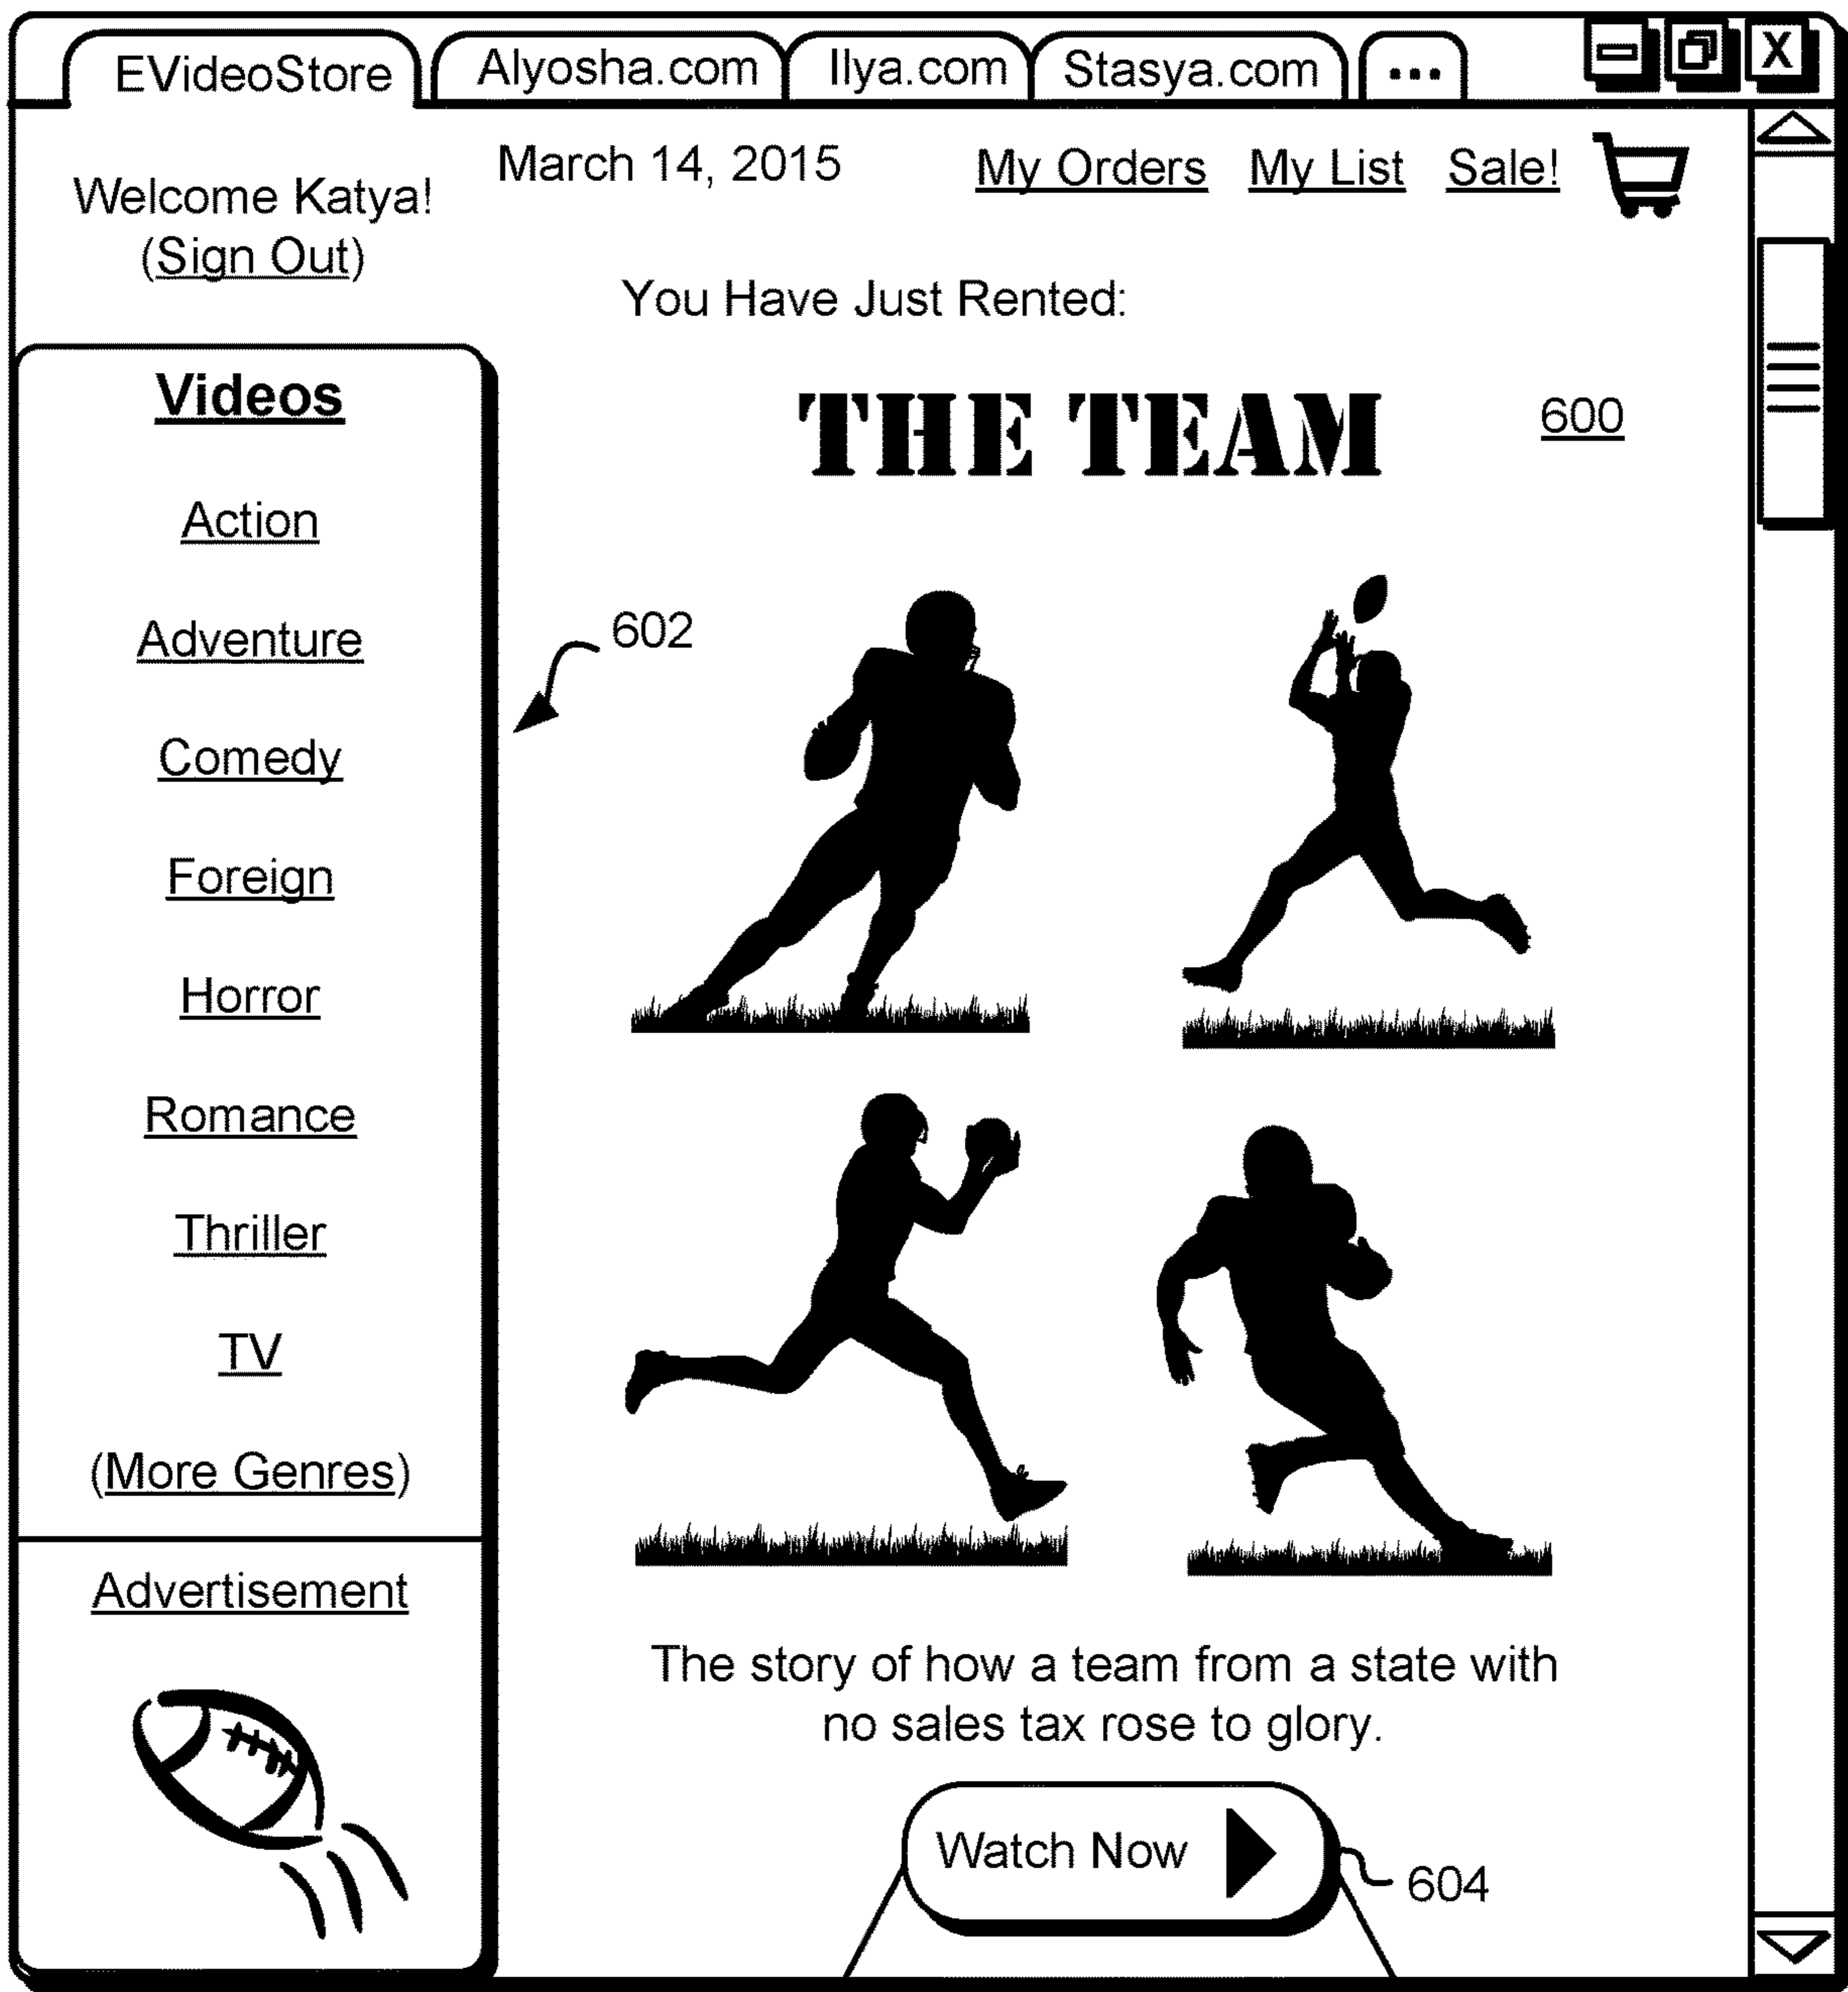 EVideoStore
Alyosha.com
Ilya.com
Stasya.com
...
X
March 14, 2015
My Orders
My List
Sale!
Welcome Katya!
(Sign Out)
You Have Just Rented:
Videos
Action
Adventure
Comedy
Foreign
Horror
Romance
Thriller
TV
(More Genres)
Advertisement
THE TEAM
600
602
The story of how a team from a state with
no sales tax rose to glory.
Watch Now
604